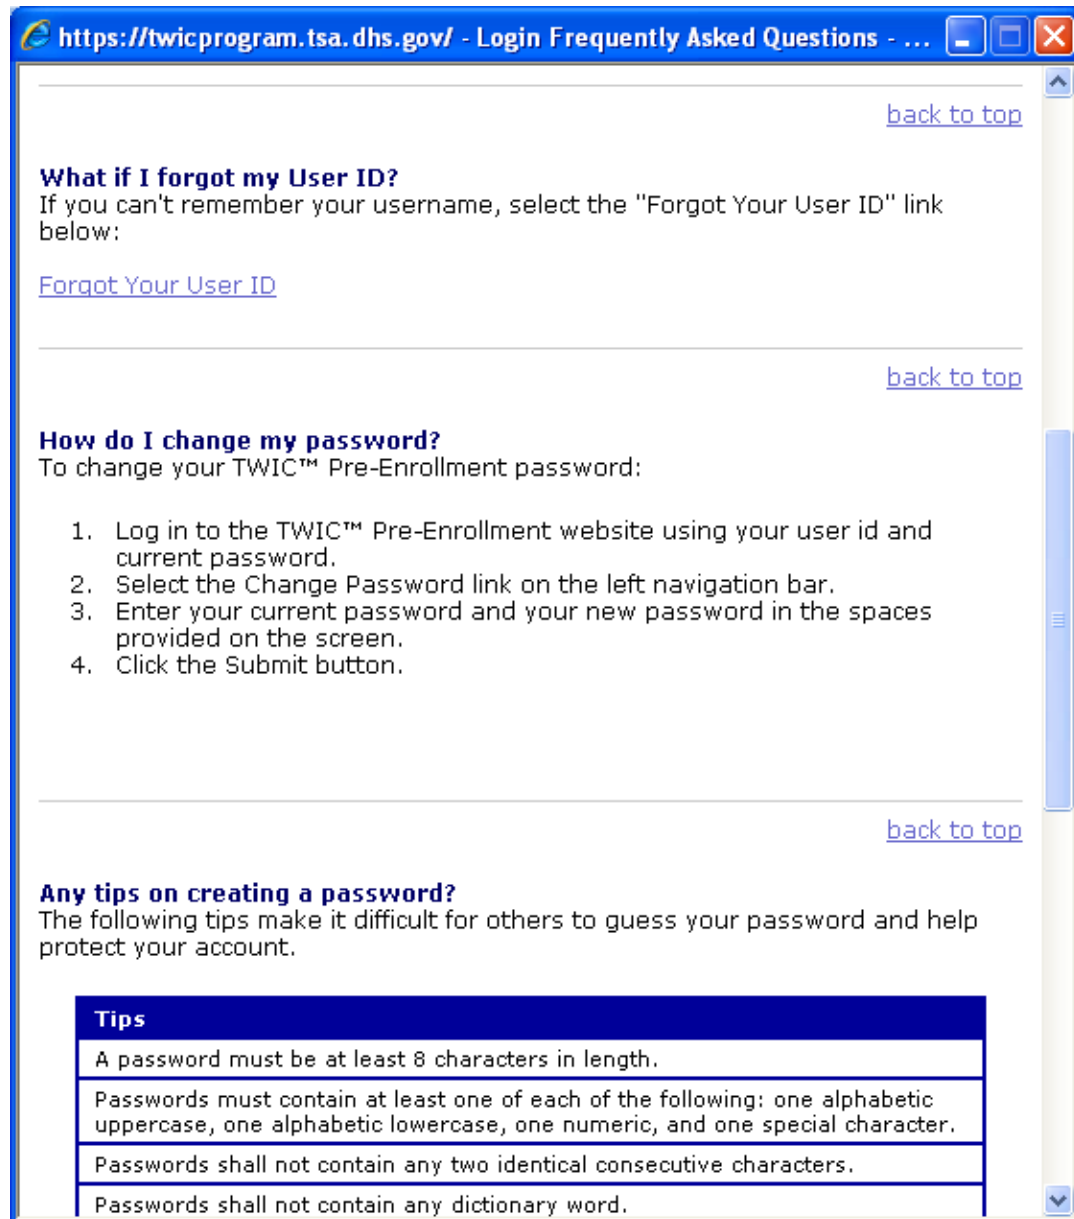 https://twicprogram.tsa.dhs.gov/ - Login Frequently Asked Questions - ...
back to top
What if I forgot my User ID?
If you can't remember your username, select the "Forgot Your User ID" link
below:
Forgot Your User ID
back to top
How do I change my password?
To change your TWIC™ Pre-Enrollment password:
1. Log in to the TWIC™ Pre-Enrollment website using your user id and
current password.
2. Select the Change Password link on the left navigation bar.
3. Enter your current password and your new password in the spaces
provided on the screen.
4. Click the Submit button.
back to top
Any tips on creating a password?
The following tips make it difficult for others to guess your password and help
protect your account.
Tips
A password must be at least 8 characters in length.
Passwords must contain at least one of each of the following: one alphabetic
uppercase, one alphabetic lowercase, one numeric, and one special character.
Passwords shall not contain any two identical consecutive characters.
Passwords shall not contain any dictionary word.